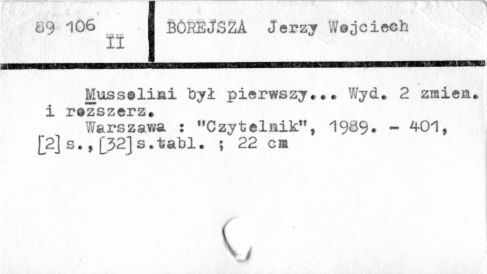 89 106 BOREJSZA Jerzy Wojciech
II
Mussolini był pierwszy... Wyd. 2 zmien.
i rozszerz.
Warszawa : "Czytelnik", 1989. - 401,
[2] s.,[32]s.tabl. ; 22 cm